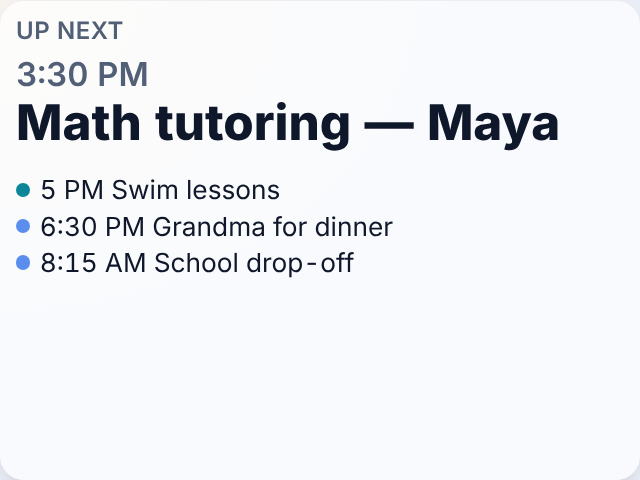 UP NEXT
3:30 PM
Math tutoring — Maya
5 PM Swim lessons
6:30 PM Grandma for dinner
8:15 AM School drop-off